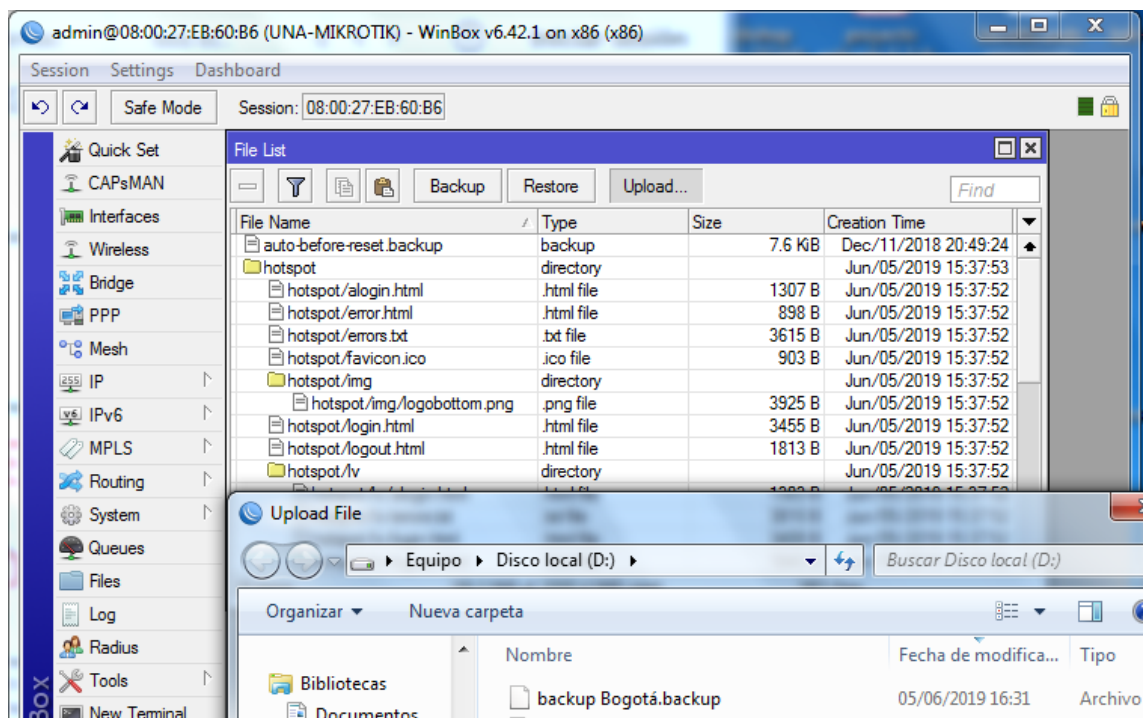 admin@08:00:27:EB:60:B6 (UNA-MIKROTIK) - WinBox v6.42.1 on x86 (x86)
Session Settings Dashboard
Safe Mode Session: 08:00:27:EB:60:B6
Quick Set
CAPsMAN
Interfaces
Wireless
Bridge
PPP
Mesh
IP
IPv6
MPLS
Routing
System
Queues
Files
Log
Radius
Tools
New Terminal
File List
Backup Restore Upload... Find
File Name Type Size Creation Time
auto-before-reset.backup backup 7.6 KiB Dec/11/2018 20:49:24
hotspot directory Jun/05/2019 15:37:53
hotspot/alogin.html .html file 1307 B Jun/05/2019 15:37:52
hotspot/error.html .html file 898 B Jun/05/2019 15:37:52
hotspot/errors.txt .txt file 3615 B Jun/05/2019 15:37:52
hotspot/favicon.ico .ico file 903 B Jun/05/2019 15:37:52
hotspot/img directory Jun/05/2019 15:37:52
hotspot/img/logobottom.png .png file 3925 B Jun/05/2019 15:37:52
hotspot/login.html .html file 3455 B Jun/05/2019 15:37:52
hotspot/logout.html .html file 1813 B Jun/05/2019 15:37:52
hotspot/lv directory Jun/05/2019 15:37:52
Upload File
Equipo Disco local (D:) Buscar Disco local (D:)
Organizar Nueva carpeta
Nombre Fecha de modifica... Tipo
Bibliotecas
Documentos
backup Bogotá.backup 05/06/2019 16:31 Archivo